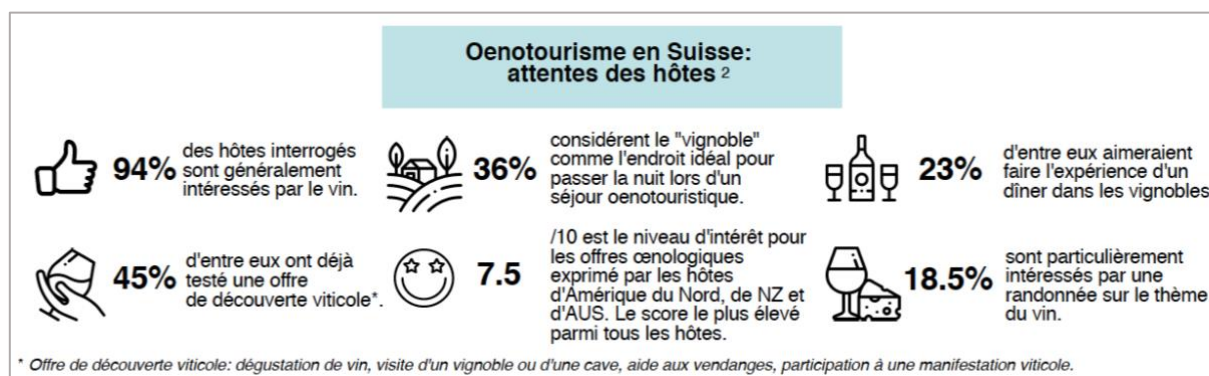 Oenotourisme en Suisse:
attentes des hôtes ²
94%
des hôtes interrogés
sont généralement
intéressés par le vin.
36%
considérent le "vignoble"
comme l'endroit idéal pour
passer la nuit lors d'un
séjour oenotouristique.
23%
d'entre eux aimeraient
faire l'expérience d'un
dîner dans les vignobles
45%
d'entre eux ont déjà
testé une offre
de découverte viticole*.
7.5
/10 est le niveau d'intérêt pour
les offres œnologiques
exprimé par les hôtes
d'Amérique du Nord, de NZ et
d'AUS. Le score le plus élevé
parmi tous les hôtes.
18.5%
sont particulièrement
intéressés par une
randonnée sur le thème
du vin.
* Offre de découverte viticole: dégustation de vin, visite d'un vignoble ou d'une cave, aide aux vendanges, participation à une manifestation viticole.